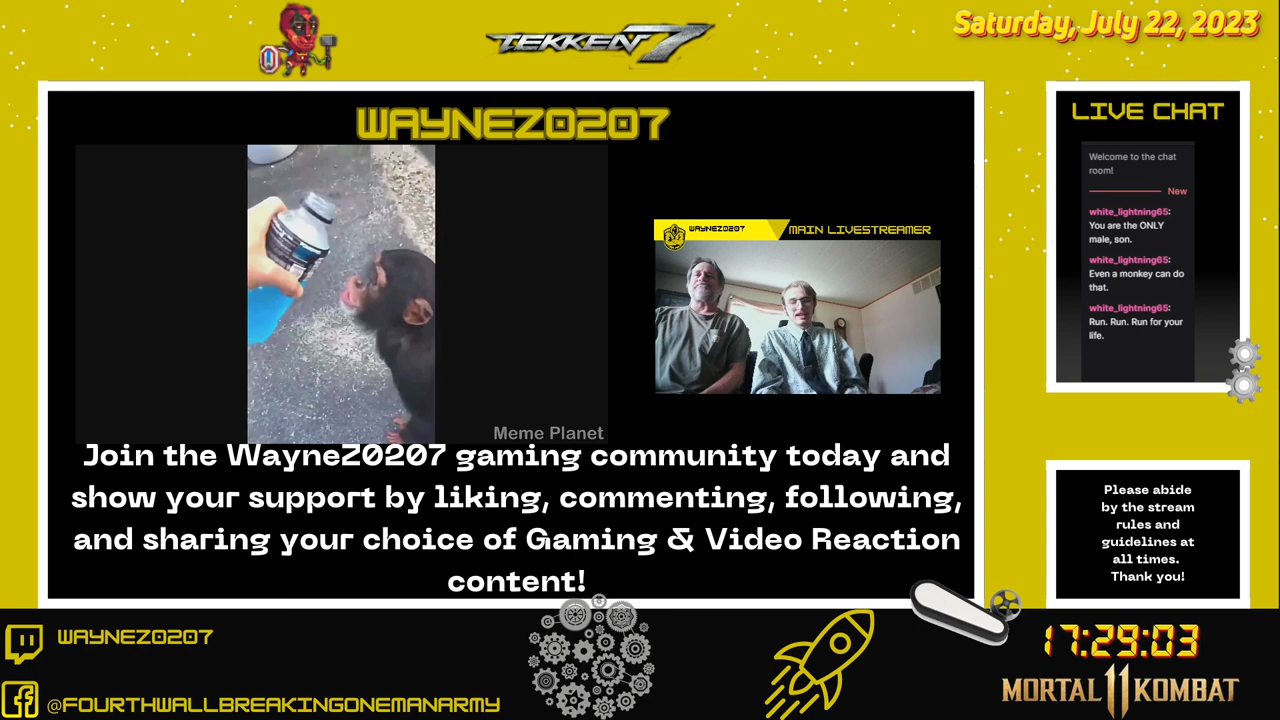 TEKKEN 7
Saturday, July 22, 2023
WAYNEZ0207
LIVE CHAT
Welcome to the chat
room!
New
white_lightning65:
You are the ONLY
male, son.
white_lightning65:
Even a monkey can do
that.
white_lightning65:
Run. Run. Run for your
life.
WAYNEZ0207
MAIN LIVESTREAMER
Meme Planet
Join the WayneZ0207 gaming community today and
show your support by liking, commenting, following,
and sharing your choice of Gaming & Video Reaction
content!
Please abide
by the stream
rules and
guidelines at
all times.
Thank you!
WAYNEZ0207
@FOURTHWALLBREAKINGONEMANARMY
17:29:03
MORTAL KOMBAT 11